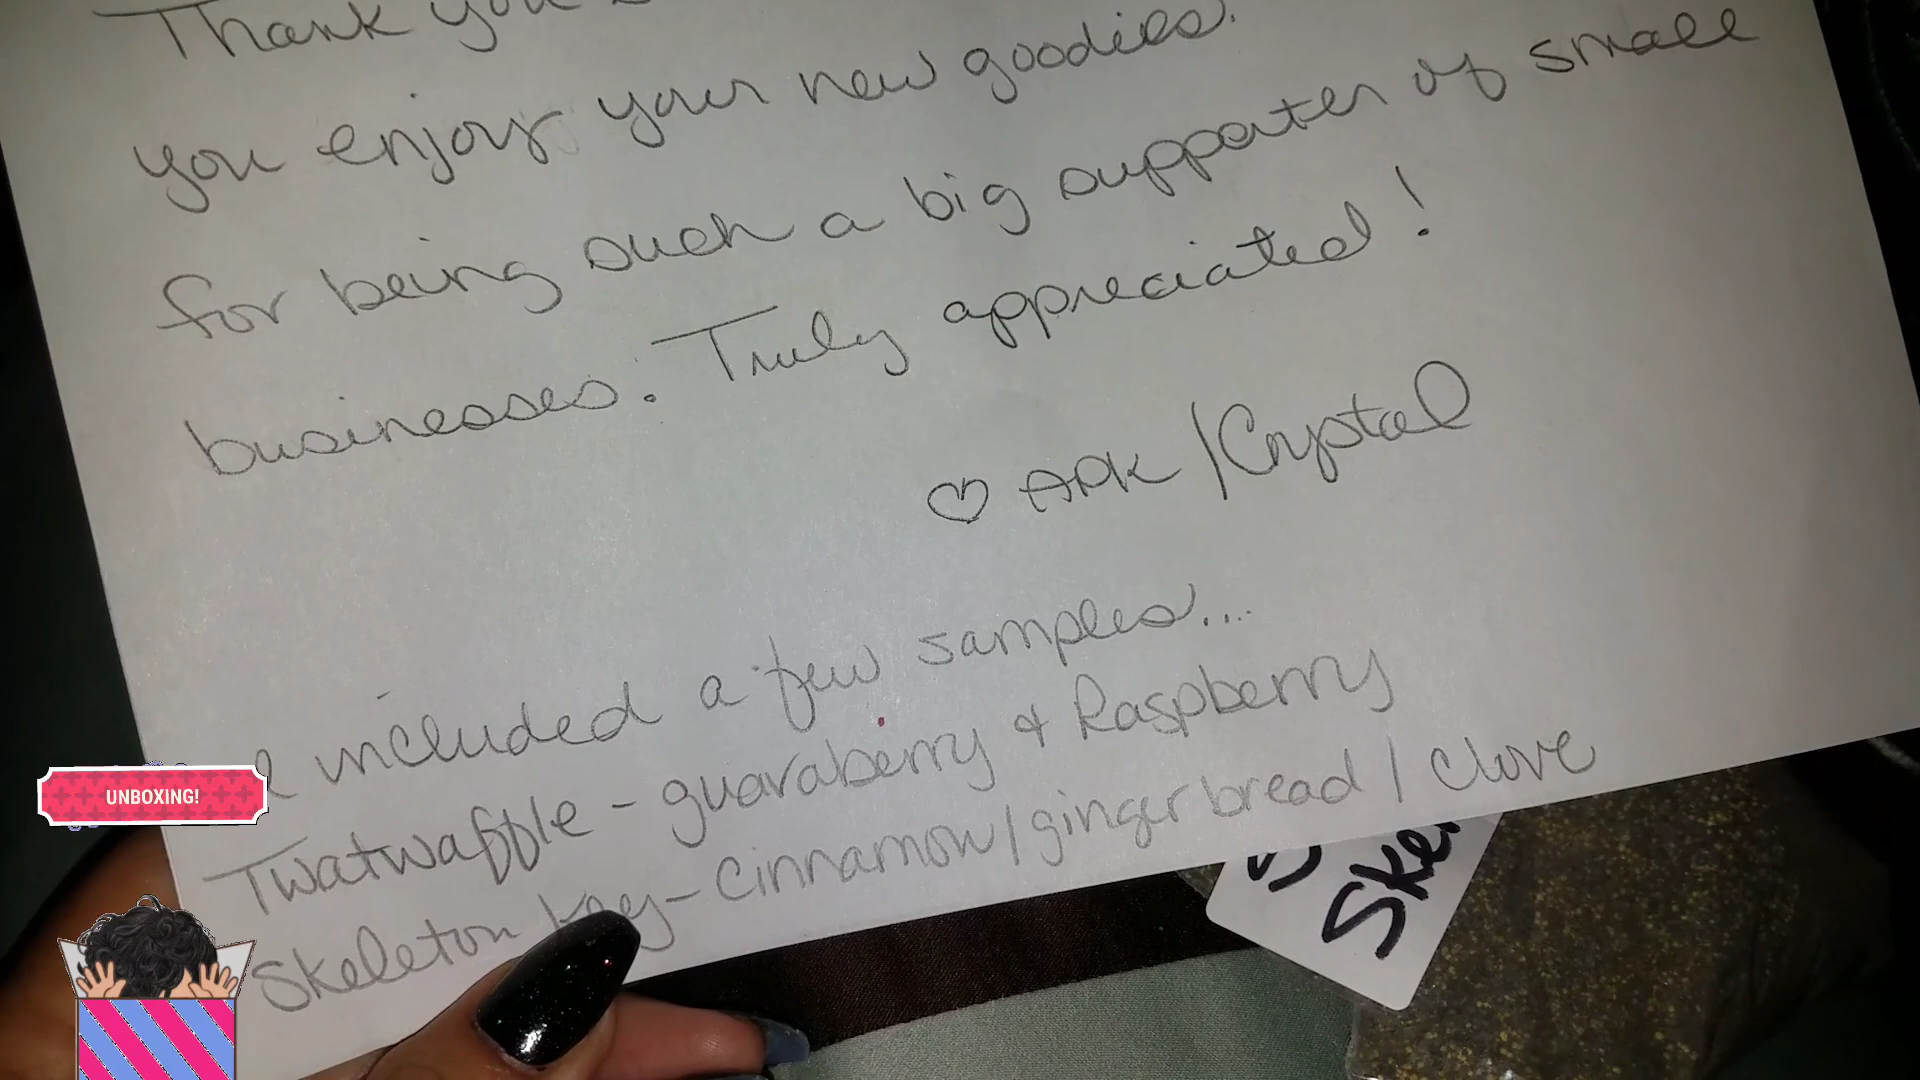 Thank you
you enjoy your new goodies.
for being such a big supporter of small
businesses. Truly appreciated!
♡ APK / Crystal
I included a few samples...
Twatwaffle - guavaberry & Raspberry
Skeleton key - cinnamon / gingerbread / clove
UNBOXING!
Ske